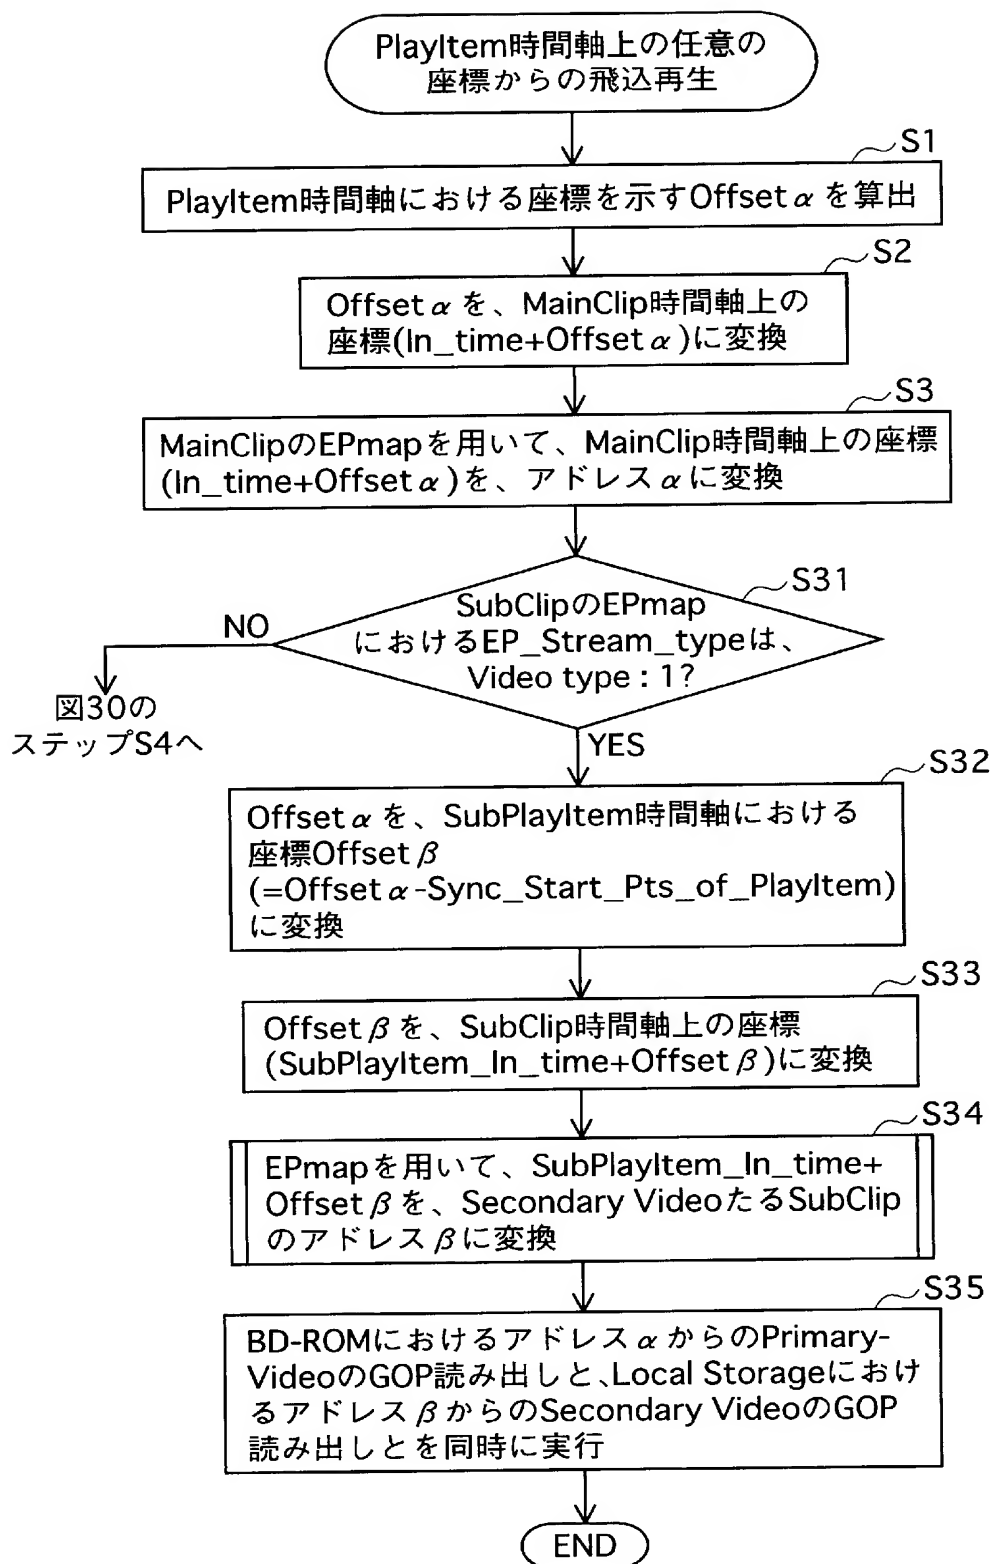 PlayItem時間軸上の任意の
座標からの飛込再生
S1
PlayItem時間軸における座標を示すOffsetαを算出
S2
Offsetαを、MainClip時間軸上の
座標(In_time+Offsetα)に変換
S3
MainClipのEPmapを用いて、MainClip時間軸上の座標
(In_time+Offsetα)を、アドレスαに変換
S31
SubClipのEPmap
におけるEP_Stream_typeは、
Video type : 1?
NO
図30の
ステップS4へ
YES
S32
Offsetαを、SubPlayItem時間軸における
座標Offsetβ
(=Offsetα-Sync_Start_Pts_of_PlayItem)
に変換
S33
Offsetβを、SubClip時間軸上の座標
(SubPlayItem_In_time+Offsetβ)に変換
S34
EPmapを用いて、SubPlayItem_In_time+
Offsetβを、Secondary VideoたるSubClip
のアドレスβに変換
S35
BD-ROMにおけるアドレスαからのPrimary-
VideoのGOP読み出しと、Local Storageにおけ
るアドレスβからのSecondary VideoのGOP
読み出しとを同時に実行
END